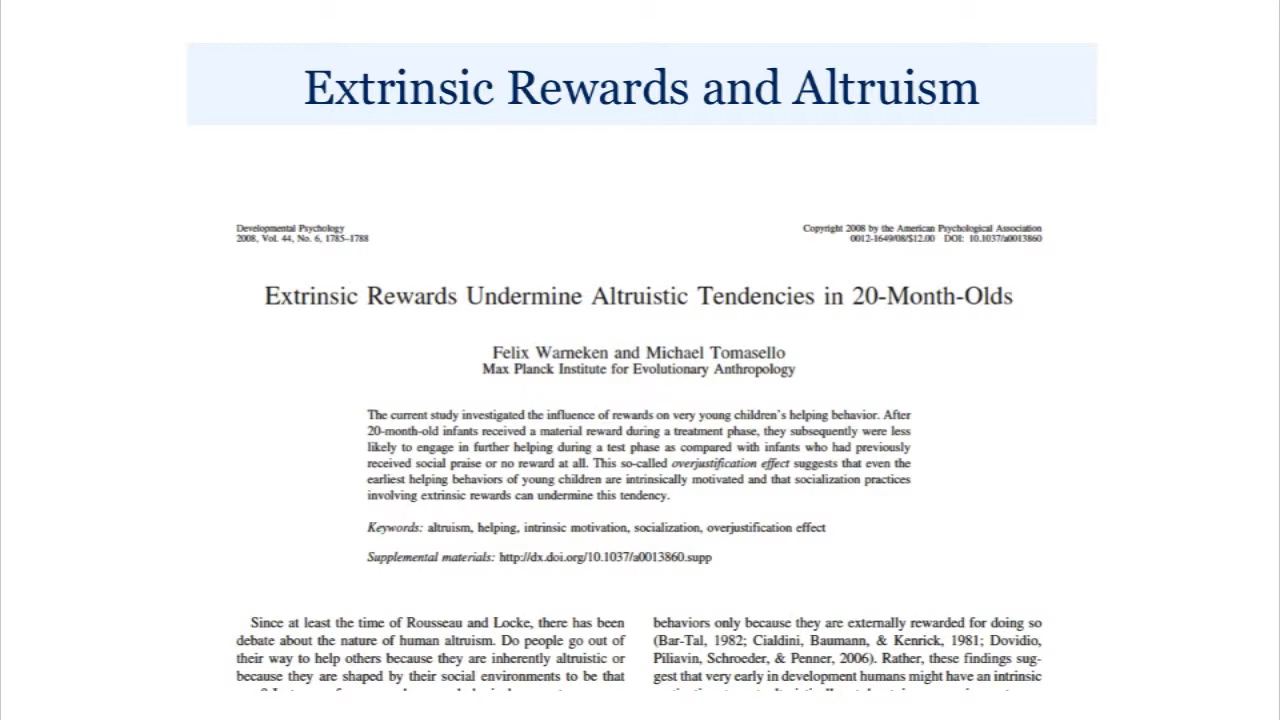 Extrinsic Rewards and Altruism
Developmental Psychology
2008, Vol. 44, No. 6, 1785–1788
Copyright 2008 by the American Psychological Association
0012-1649/08/$12.00 DOI: 10.1037/a0013860
Extrinsic Rewards Undermine Altruistic Tendencies in 20-Month-Olds
Felix Warneken and Michael Tomasello
Max Planck Institute for Evolutionary Anthropology
The current study investigated the influence of rewards on very young children's helping behavior. After
20-month-old infants received a material reward during a treatment phase, they subsequently were less
likely to engage in further helping during a test phase as compared with infants who had previously
received social praise or no reward at all. This so-called overjustification effect suggests that even the
earliest helping behaviors of young children are intrinsically motivated and that socialization practices
involving extrinsic rewards can undermine this tendency.
Keywords: altruism, helping, intrinsic motivation, socialization, overjustification effect
Supplemental materials: http://dx.doi.org/10.1037/a0013860.supp
Since at least the time of Rousseau and Locke, there has been
debate about the nature of human altruism. Do people go out of
their way to help others because they are inherently altruistic or
because they are shaped by their social environments to be that
behaviors only because they are externally rewarded for doing so
(Bar-Tal, 1982; Cialdini, Baumann, & Kenrick, 1981; Dovidio,
Piliavin, Schroeder, & Penner, 2006). Rather, these findings sug-
gest that very early in development humans might have an intrinsic